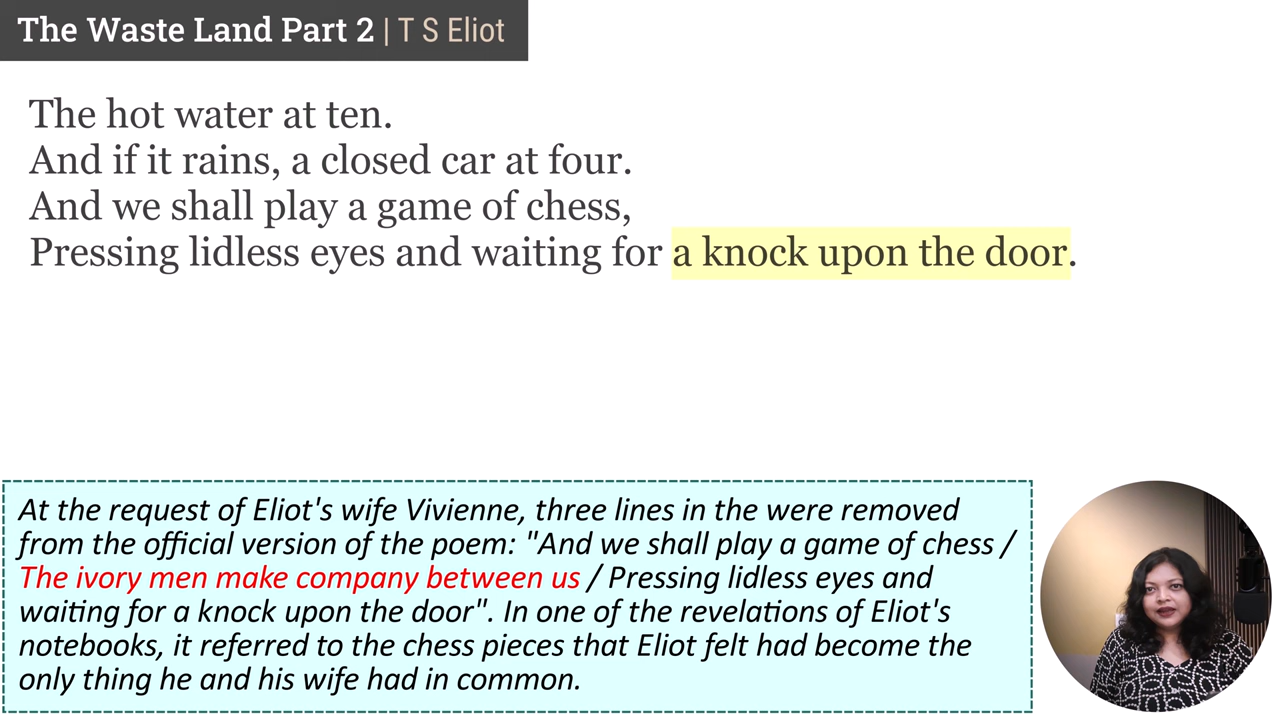 The Waste Land Part 2 | T S Eliot
The hot water at ten.
And if it rains, a closed car at four.
And we shall play a game of chess,
Pressing lidless eyes and waiting for a knock upon the door.
At the request of Eliot's wife Vivienne, three lines in the were removed
from the official version of the poem: "And we shall play a game of chess /
The ivory men make company between us / Pressing lidless eyes and
waiting for a knock upon the door". In one of the revelations of Eliot's
notebooks, it referred to the chess pieces that Eliot felt had become the
only thing he and his wife had in common.